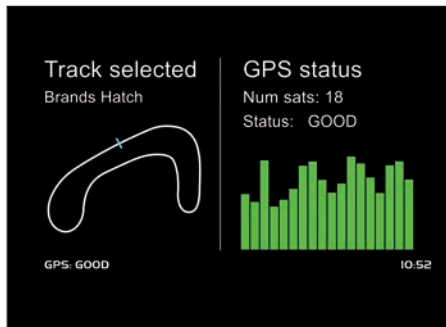 Track selected
Brands Hatch
GPS status
Num sats: 18
Status: GOOD
GPS: GOOD
10:52